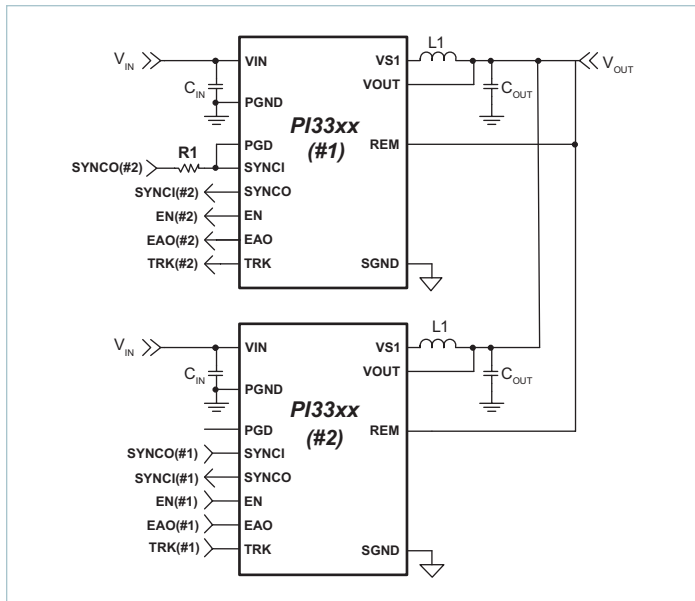 L1
V_IN VIN VS1 V_OUT
VOUT
C_IN C_OUT
PGND
PI33xx
(#1)
PGD REM
R1
SYNCO(#2) SYNCI
SYNCI(#2) SYNCO
EN(#2) EN
EAO(#2) EAO
TRK(#2) TRK SGND
L1
V_IN VIN VS1
VOUT
C_IN C_OUT
PGND
PI33xx
(#2)
PGD REM
SYNCO(#1) SYNCI
SYNCI(#1) SYNCO
EN(#1) EN
EAO(#1) EAO
TRK(#1) TRK SGND